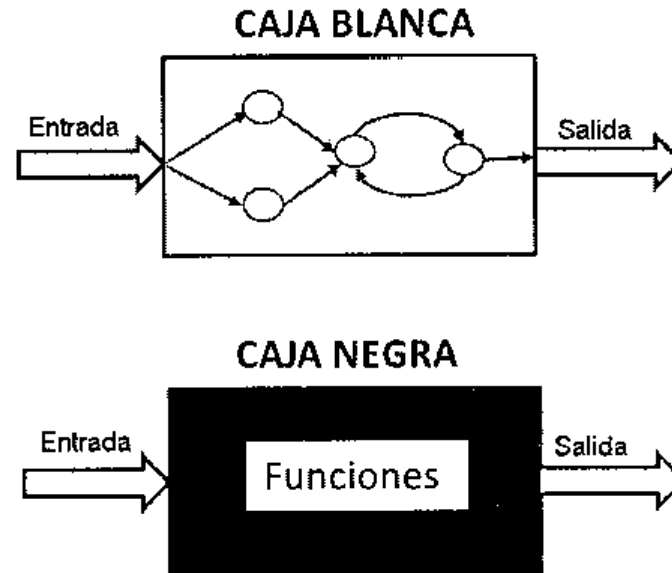 CAJA BLANCA
Entrada
Salida
CAJA NEGRA
Entrada
Funciones
Salida